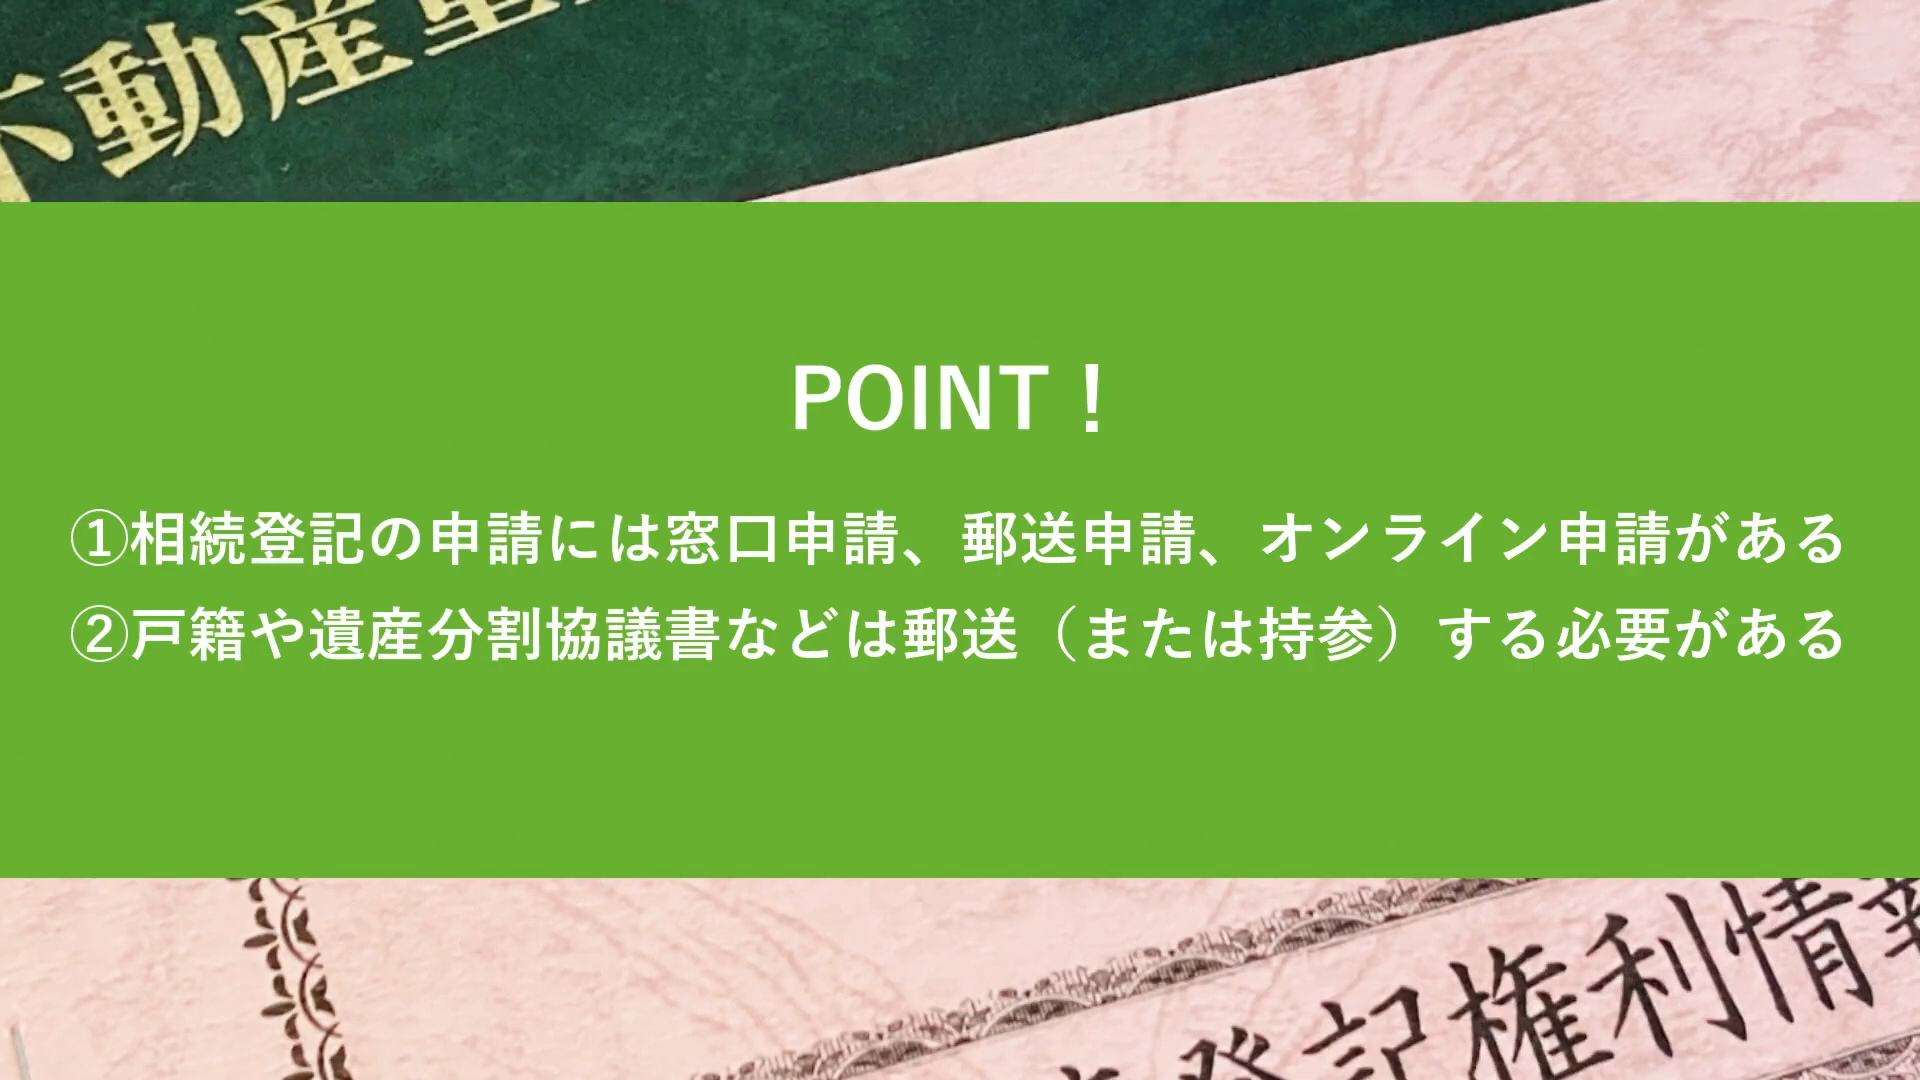 不動産
POINT！
①相続登記の申請には窓口申請、郵送申請、オンライン申請がある
②戸籍や遺産分割協議書などは郵送（または持参）する必要がある
登記権利情報